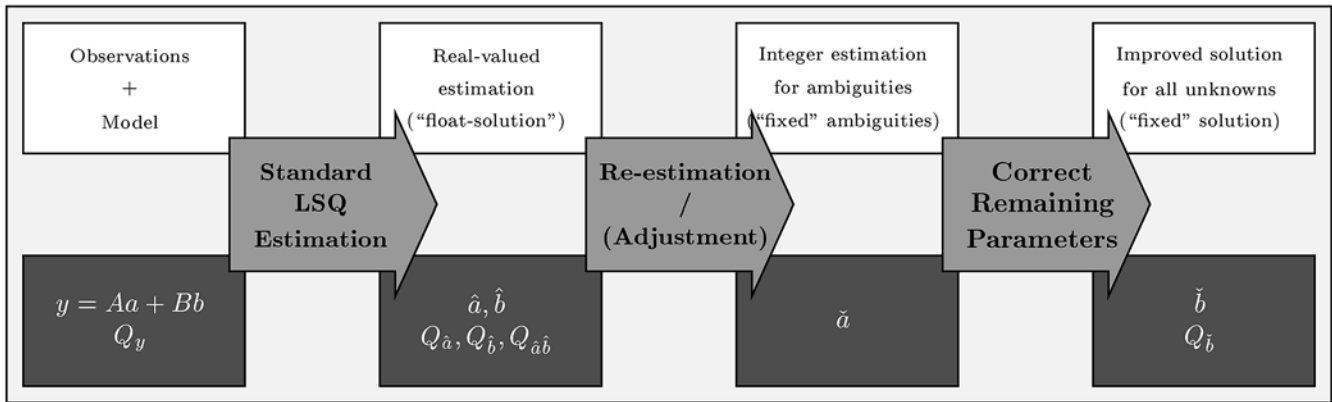 Observations
+
Model
Real-valued
estimation
(“float-solution”)
Integer estimation
for ambiguities
(“fixed” ambiguities)
Improved solution
for all unknowns
(“fixed” solution)
Standard
LSQ
Estimation
Re-estimation
/
(Adjustment)
Correct
Remaining
Parameters
y = Aa + Bb
Q_y
â, b̂
Q_â, Q_b̂, Q_âb̂
ǎ
b̌
Q_b̌